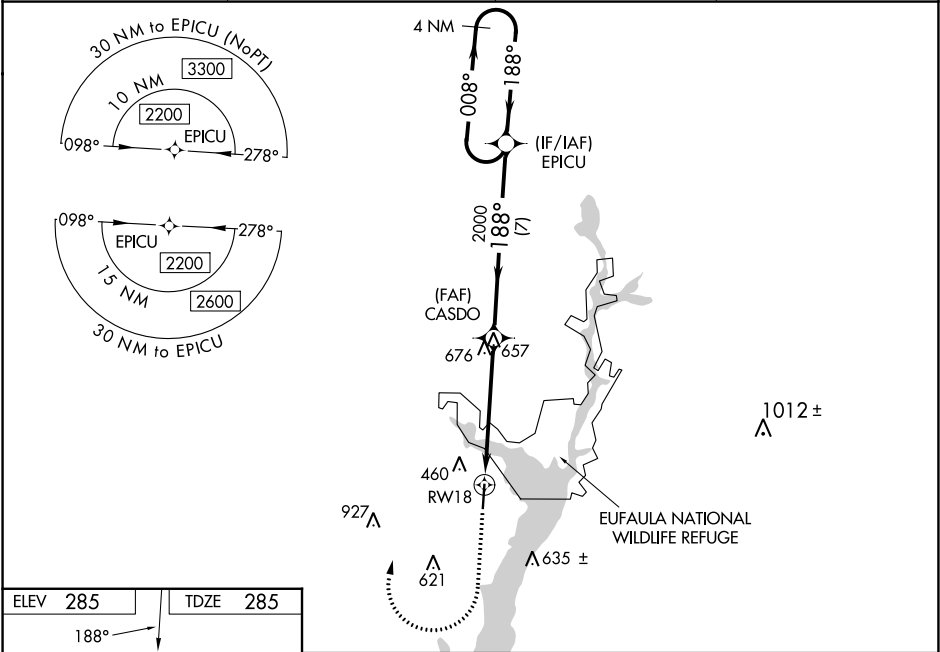 30 NM to EPICU (NoPT)
3300
10 NM
2200
EPICU
098°
278°
098°
278°
EPICU
2200
15 NM
2600
30 NM to EPICU
4 NM
008°
188°
(IF/IAF)
EPICU
2000
188°
(7)
(FAF)
CASDO
676
657
1012 ±
460
RW18
927
EUFAULA NATIONAL
WILDLIFE REFUGE
635 ±
621
ELEV 285
TDZE 285
188°